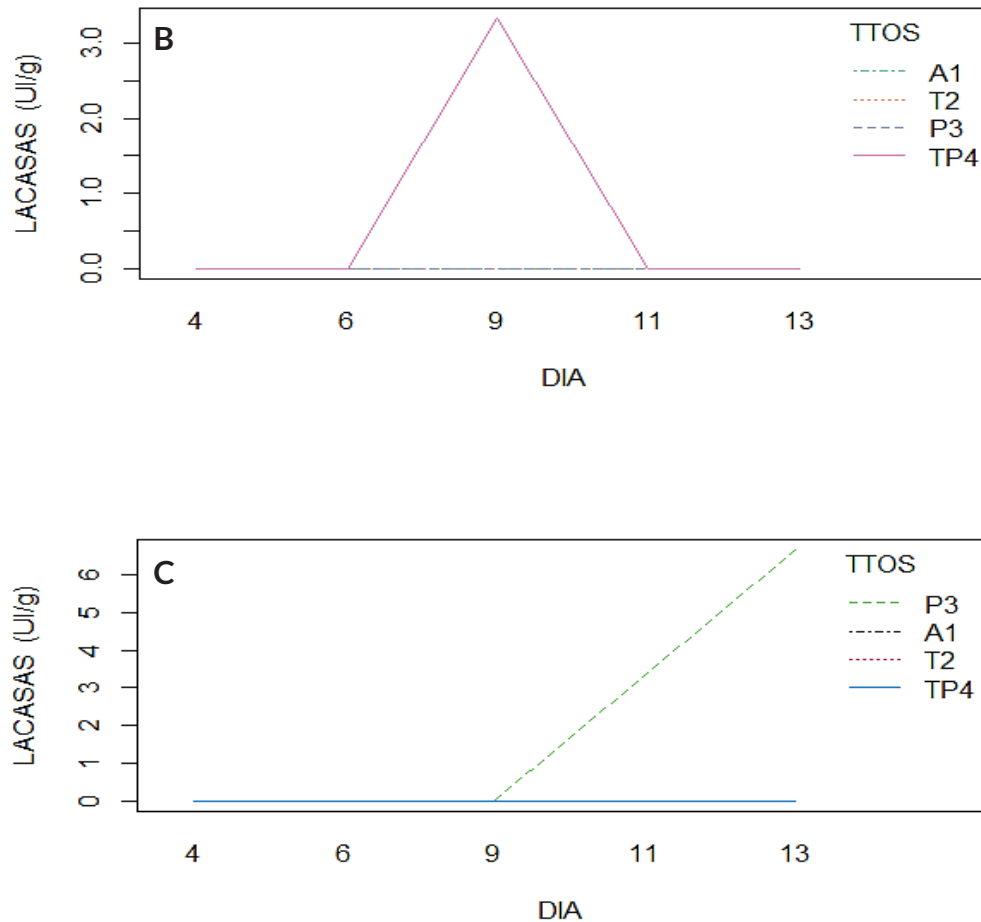 B
LACASAS (UI/g)
3.0
2.0
1.0
0.0
TTOS
A1
T2
P3
TP4
4 6 9 11 13
DIA
C
LACASAS (UI/g)
6
5
4
3
2
1
0
TTOS
P3
A1
T2
TP4
4 6 9 11 13
DIA